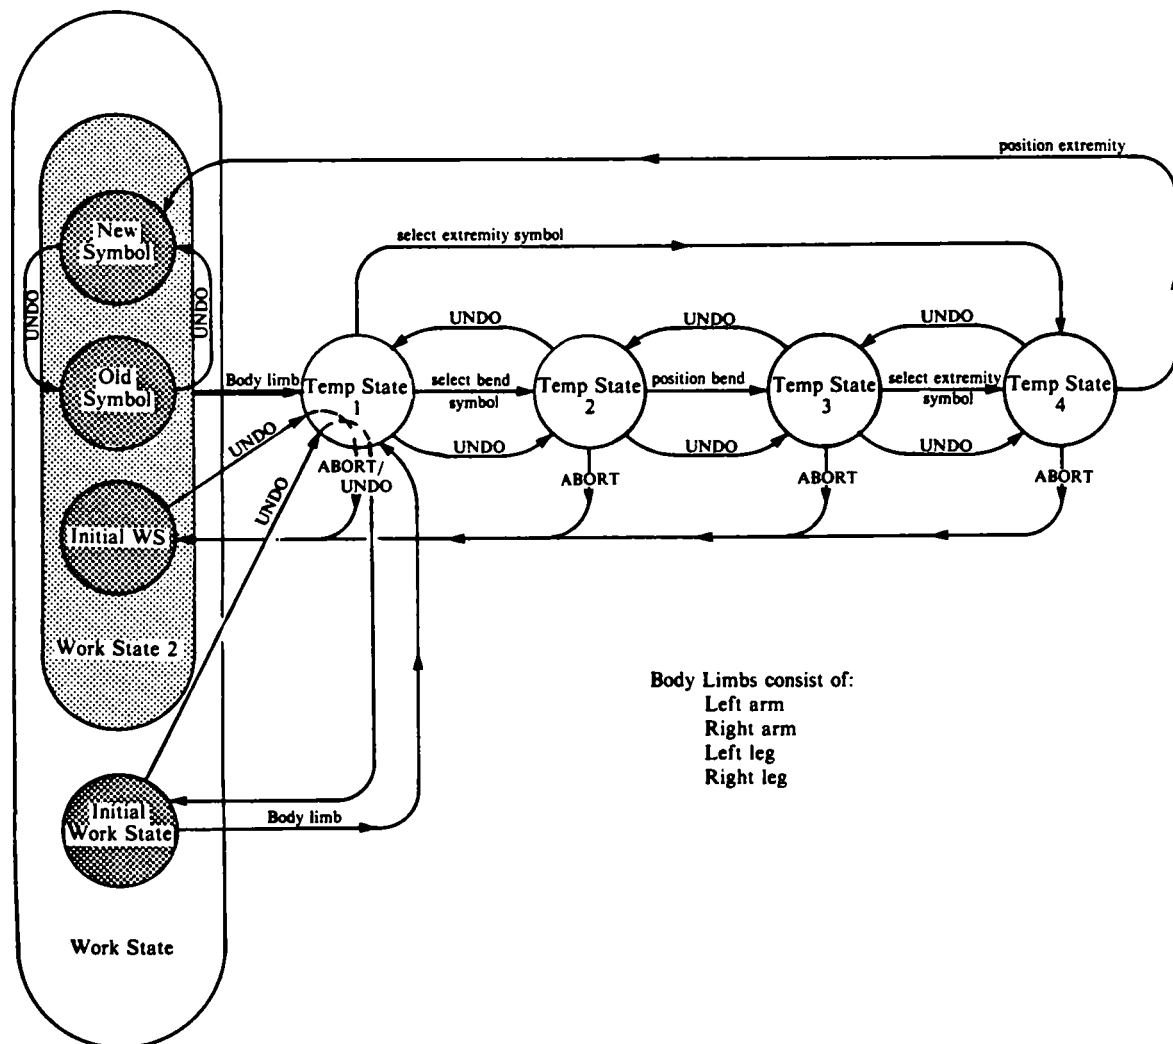 position extremity
New
Symbol
select extremity symbol
UNDO
UNDO
UNDO
UNDO
UNDO
Old
Symbol
Body limb
Temp State
1
select bend
symbol
Temp State
2
position bend
Temp State
3
select extremity
symbol
Temp State
4
UNDO
UNDO
UNDO
UNDO
ABORT/
UNDO
ABORT
ABORT
ABORT
UNDO
Initial WS
Work State 2
Body Limbs consist of:
Left arm
Right arm
Left leg
Right leg
Initial
Work State
Body limb
Work State